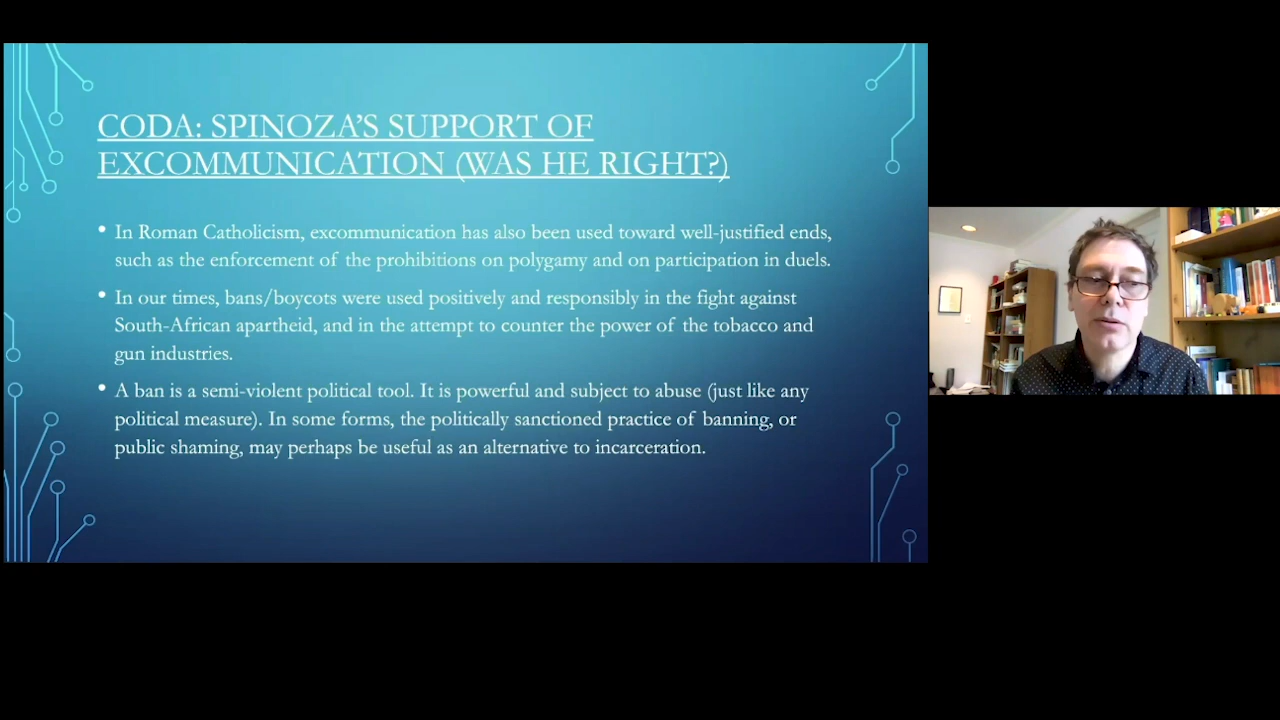 CODA: SPINOZA'S SUPPORT OF
EXCOMMUNICATION (WAS HE RIGHT?)
• In Roman Catholicism, excommunication has also been used toward well-justified ends,
such as the enforcement of the prohibitions on polygamy and on participation in duels.
• In our times, bans/boycots were used positively and responsibly in the fight against
South-African apartheid, and in the attempt to counter the power of the tobacco and
gun industries.
• A ban is a semi-violent political tool. It is powerful and subject to abuse (just like any
political measure). In some forms, the politically sanctioned practice of banning, or
public shaming, may perhaps be useful as an alternative to incarceration.